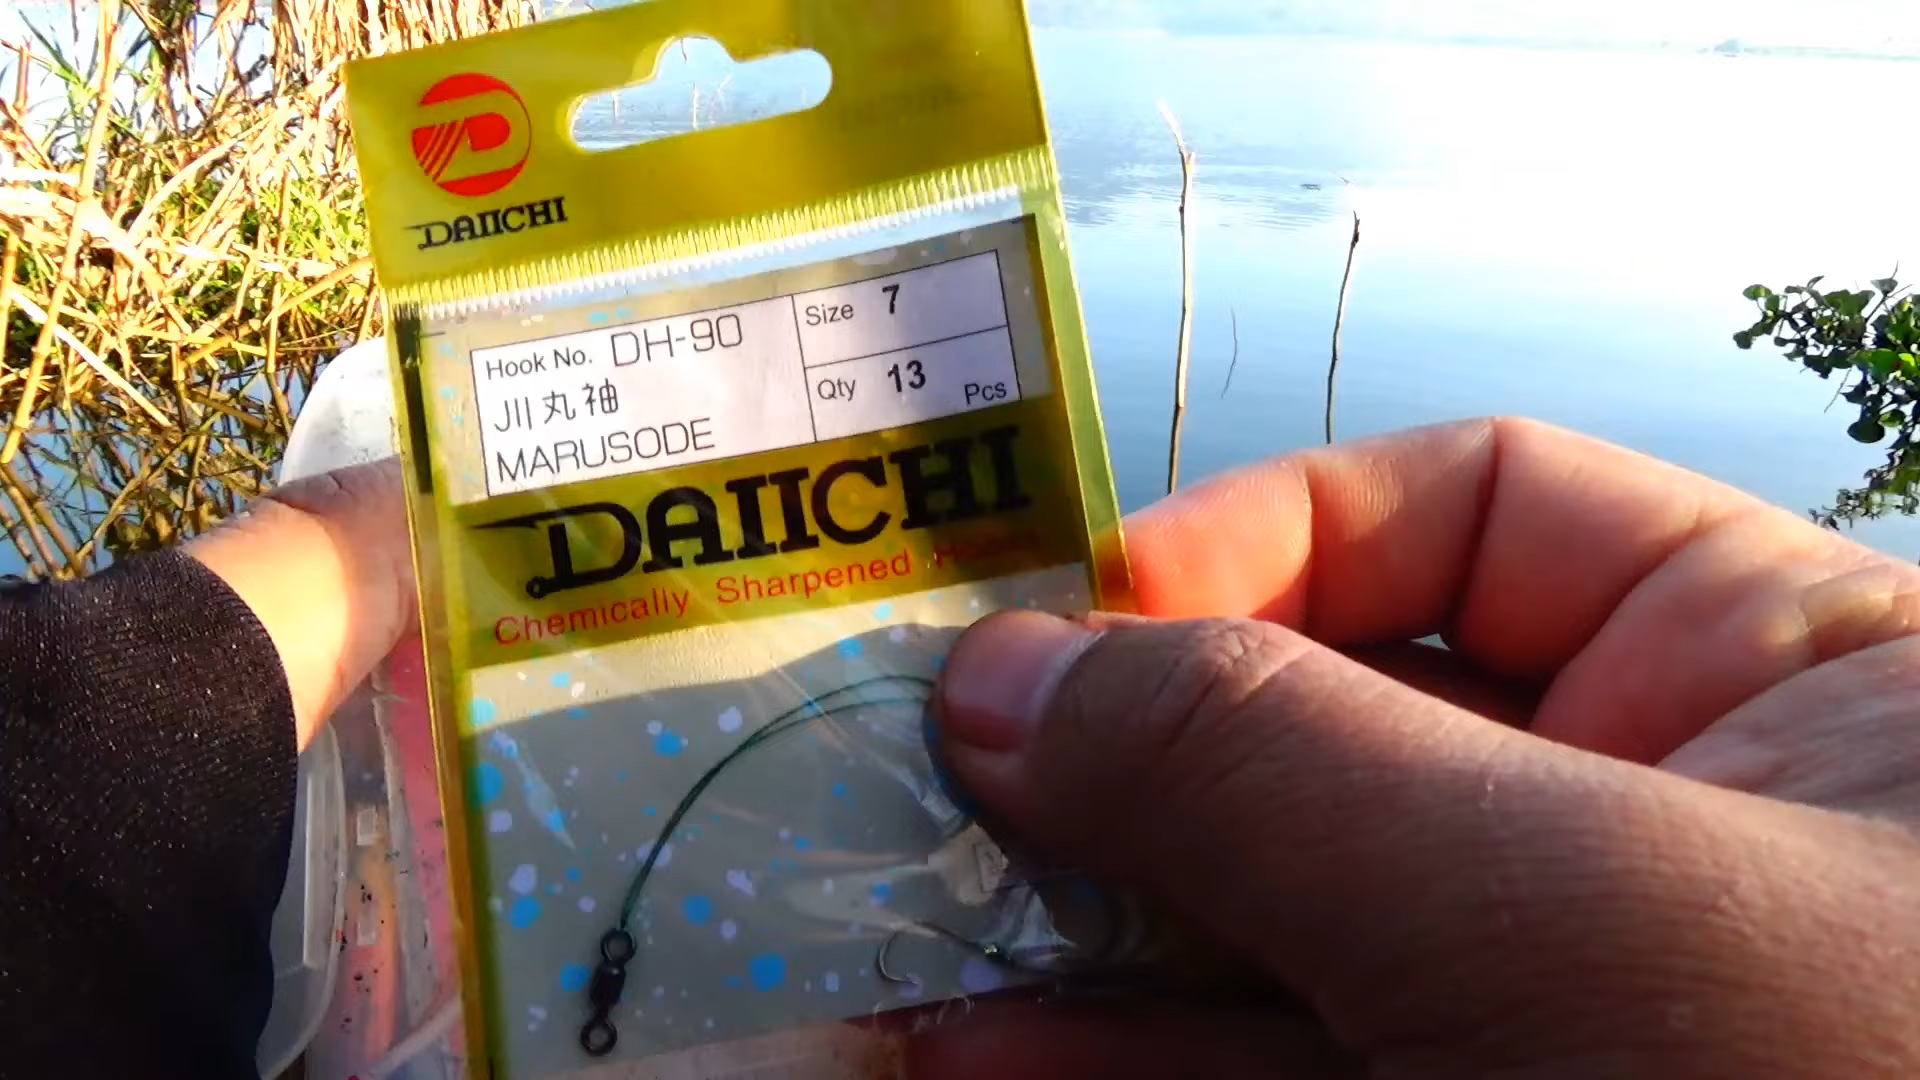 DAIICHI
Hook No. DH-90
川丸袖
MARUSODE
Size 7
Qty 13 Pcs
DAIICHI
Chemically Sharpened